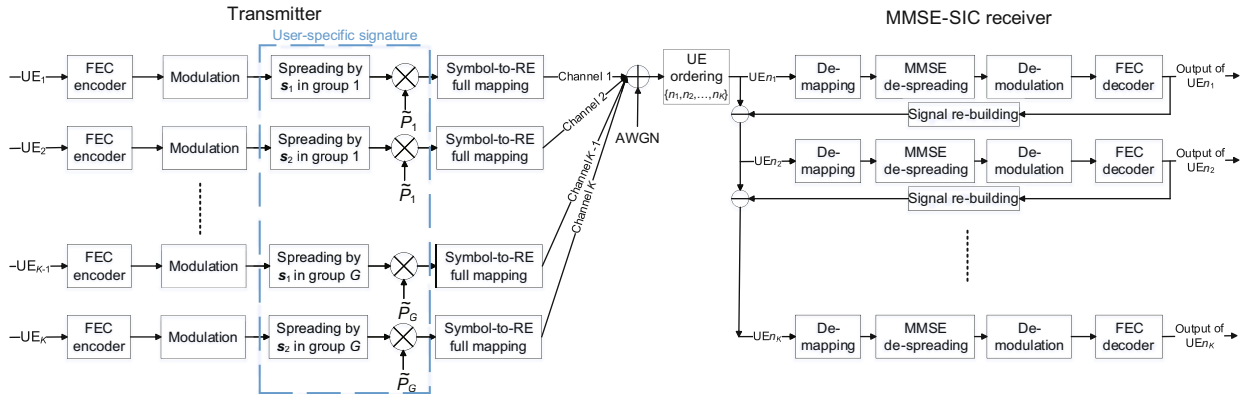 Transmitter
MMSE-SIC receiver
User-specific signature
UE1
FEC
encoder
Modulation
Spreading by
s1 in group 1
P̃1
Symbol-to-RE
full mapping
Channel 1
UE2
FEC
encoder
Modulation
Spreading by
s2 in group 1
P̃1
Symbol-to-RE
full mapping
Channel 2
UEK-1
FEC
encoder
Modulation
Spreading by
s1 in group G
P̃G
Symbol-to-RE
full mapping
Channel K-1
UEK
FEC
encoder
Modulation
Spreading by
s2 in group G
P̃G
Symbol-to-RE
full mapping
Channel K
AWGN
UE
ordering
{n1,n2,...,nK}
UEn1
De-
mapping
MMSE
de-spreading
De-
modulation
FEC
decoder
Output of
UEn1
Signal re-building
UEn2
De-
mapping
MMSE
de-spreading
De-
modulation
FEC
decoder
Output of
UEn2
Signal re-building
UEnK
De-
mapping
MMSE
de-spreading
De-
modulation
FEC
decoder
Output of
UEnK